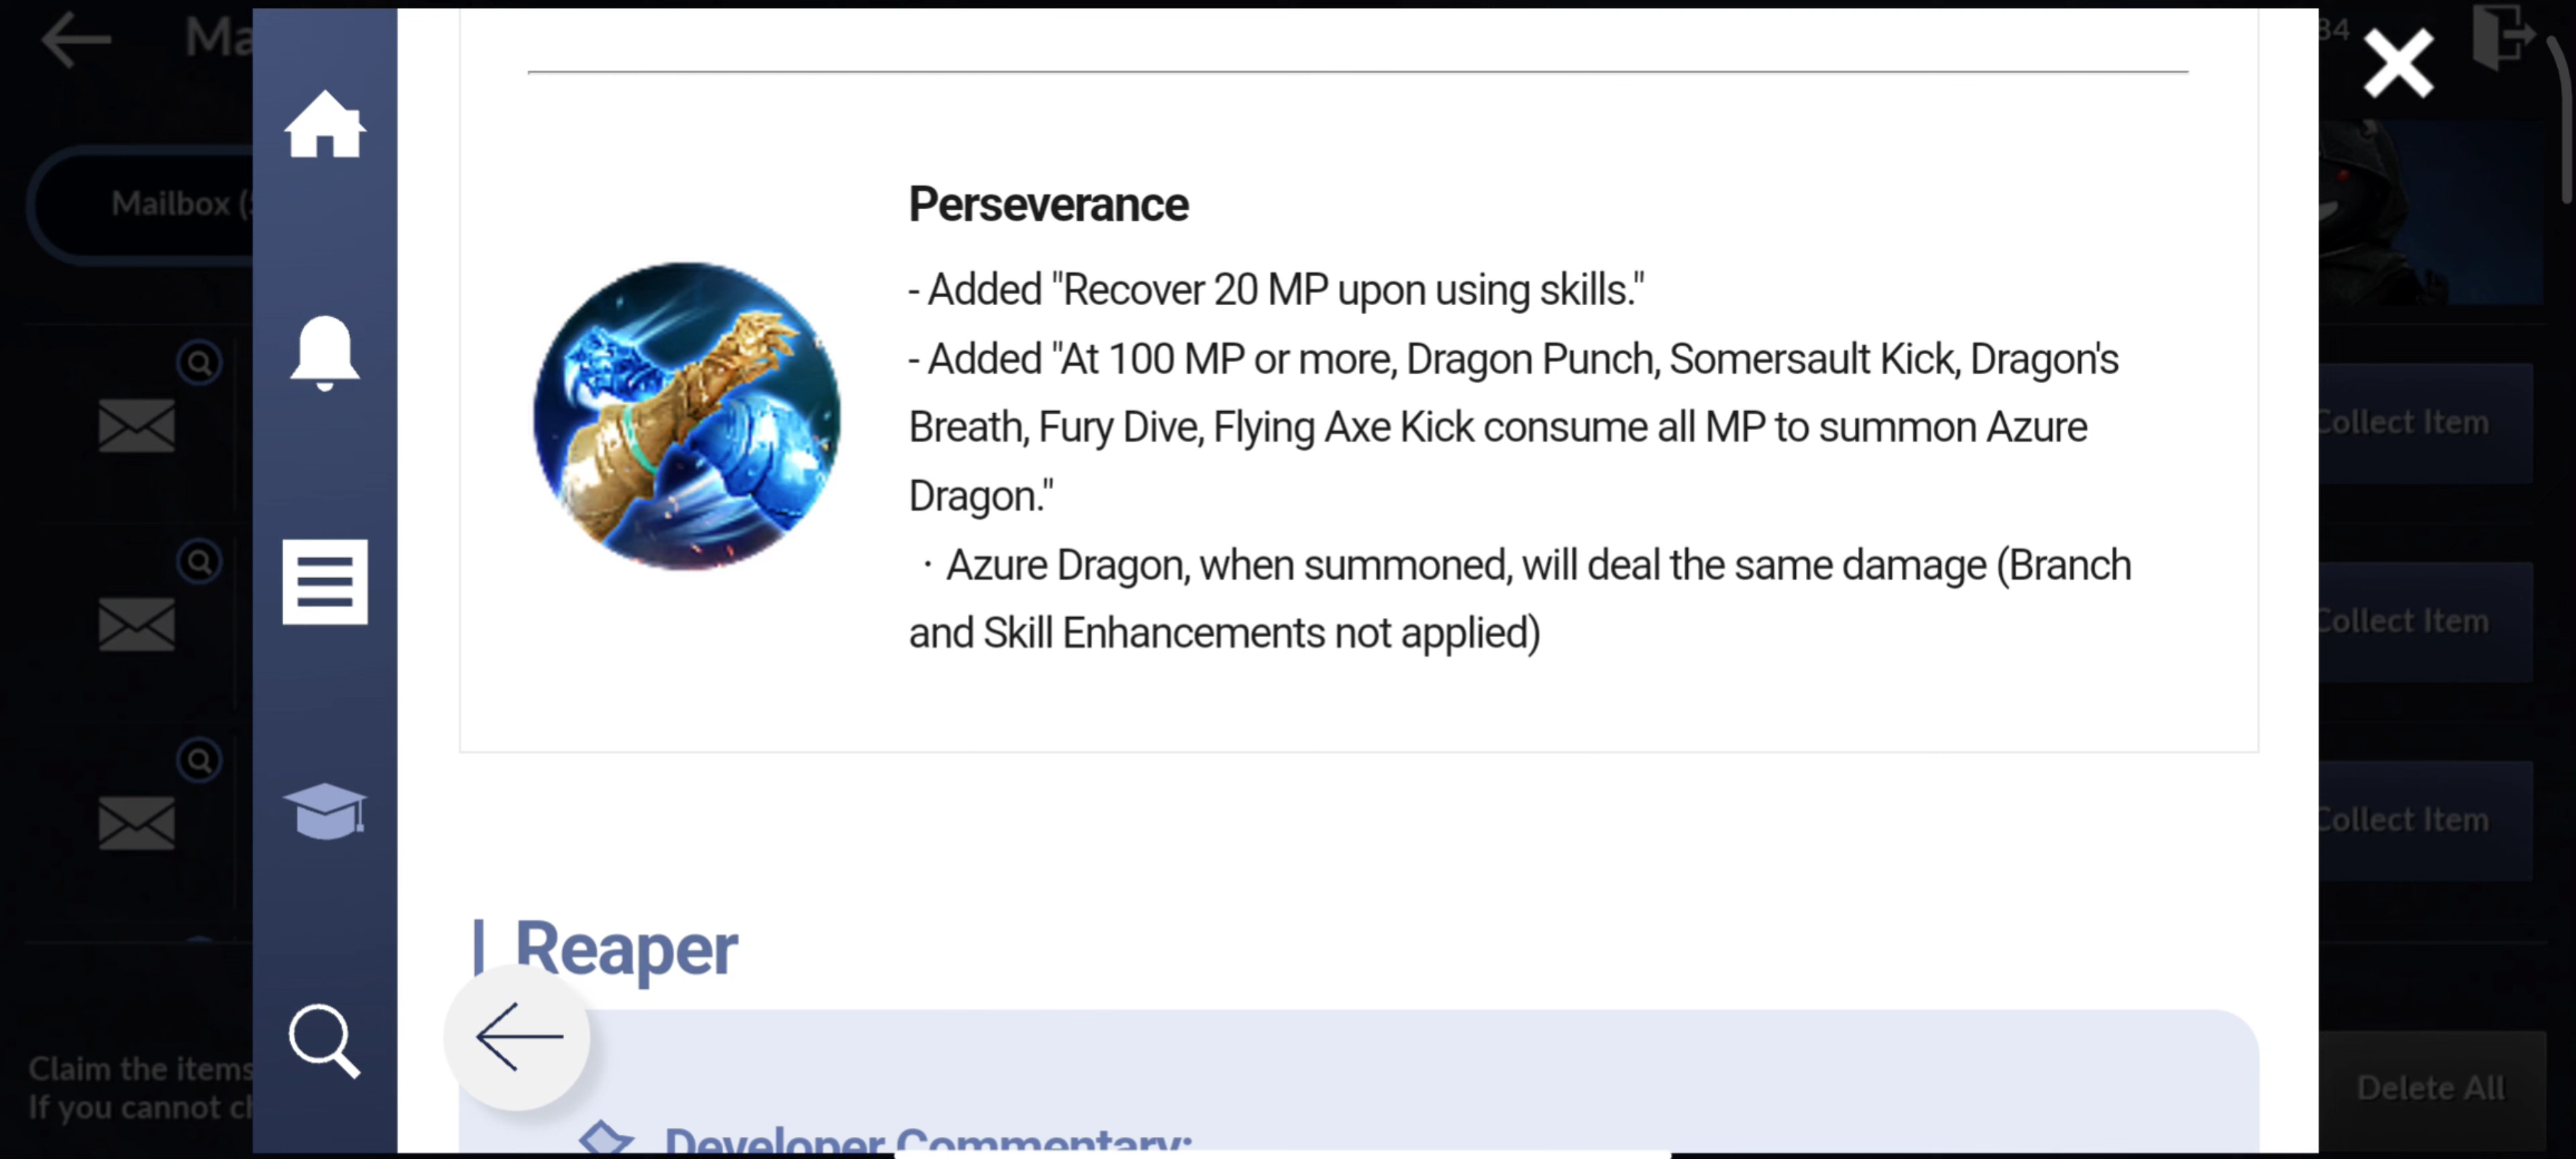 Ma
84
Mailbox (
Perseverance
- Added "Recover 20 MP upon using skills."
- Added "At 100 MP or more, Dragon Punch, Somersault Kick, Dragon's
Breath, Fury Dive, Flying Axe Kick consume all MP to summon Azure
Dragon."
· Azure Dragon, when summoned, will deal the same damage (Branch
and Skill Enhancements not applied)
Collect Item
Collect Item
Collect Item
Reaper
Developer Commentary:
Claim the items
If you cannot
Delete All